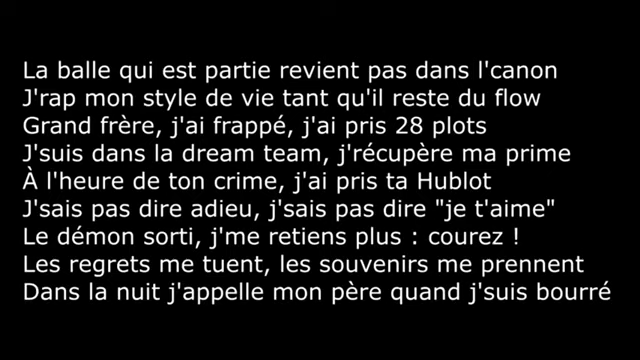 La balle qui est partie revient pas dans l'canon
J'rap mon style de vie tant qu'il reste du flow
Grand frère, j'ai frappé, j'ai pris 28 plots
J'suis dans la dream team, j'récupère ma prime
À l'heure de ton crime, j'ai pris ta Hublot
J'sais pas dire adieu, j'sais pas dire "je t'aime"
Le démon sorti, j'me retiens plus : courez !
Les regrets me tuent, les souvenirs me prennent
Dans la nuit j'appelle mon père quand j'suis bourré